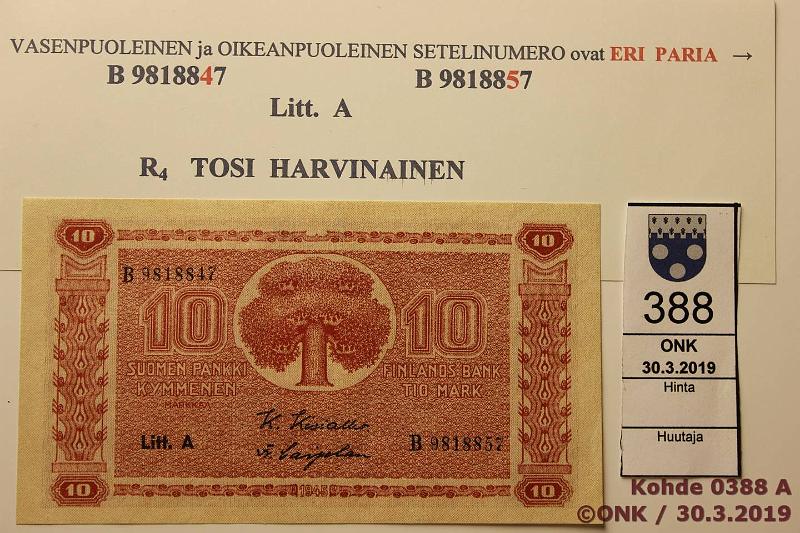 VASENPUOLEINEN ja OIKEANPUOLEINEN SETELINUMERO ovat ERI PARIA →
B 9818847 B 9818857
Litt. A
R₄ TOSI HARVINAINEN
10 10
B 9818847
10 10
SUOMEN PANKKI FINLANDS BANK
KYMMENEN TIO MARK
MARKKAA
Litt. A
B 9818857
10 1945 10
388
ONK
30.3.2019
Hinta
Huutaja
Kohde 0388 A
©ONK / 30.3.2019